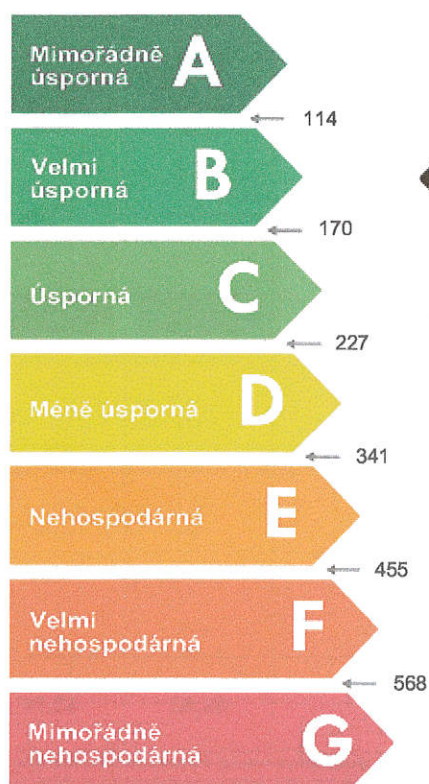 Mimořádně
úsporná
A
114
Velmi
úsporná
B
170
Úsporná
C
227
Méně úsporná
D
341
Nehospodárná
E
455
Velmi
nehospodárná
F
568
Mimořádně
nehospodárná
G